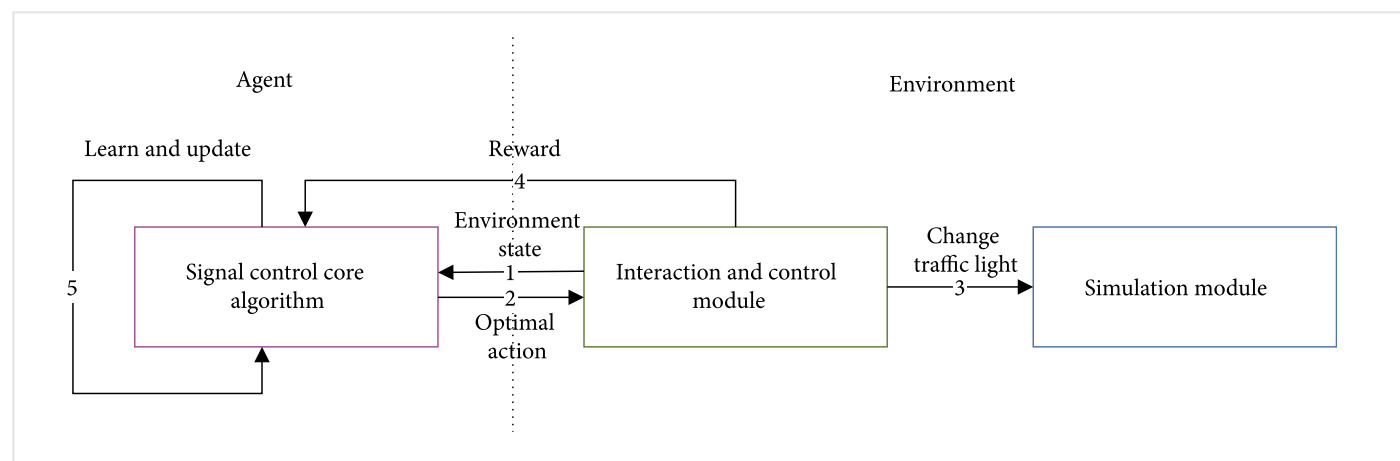 Agent
Environment
Learn and update
Reward
4
Environment
state
Change
traffic light
Signal control core
algorithm
1
2
Interaction and control
module
3
Simulation module
5
Optimal
action